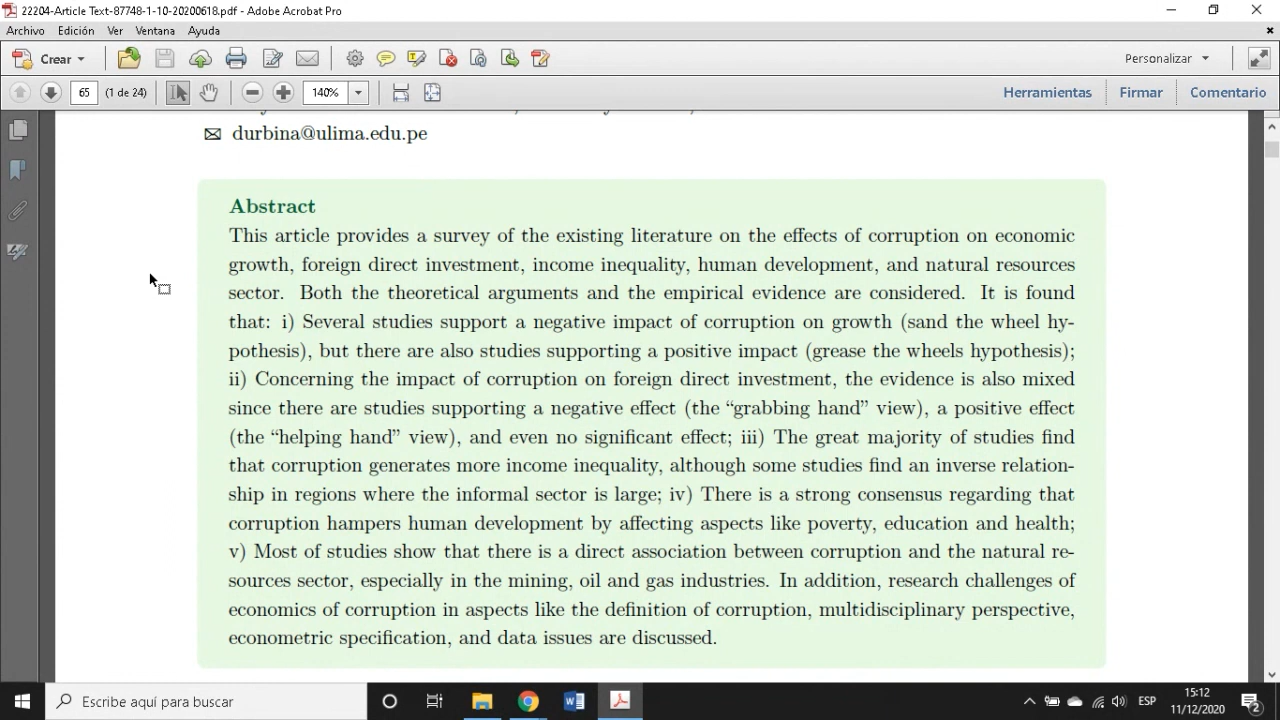 22204-Article Text-87748-1-10-20200618.pdf - Adobe Acrobat Pro
Archivo Edición Ver Ventana Ayuda
Crear Personalizar
65 (1 de 24) 140% Herramientas Firmar Comentario
durbina@ulima.edu.pe
Abstract
This article provides a survey of the existing literature on the effects of corruption on economic
growth, foreign direct investment, income inequality, human development, and natural resources
sector. Both the theoretical arguments and the empirical evidence are considered. It is found
that: i) Several studies support a negative impact of corruption on growth (sand the wheel hy-
pothesis), but there are also studies supporting a positive impact (grease the wheels hypothesis);
ii) Concerning the impact of corruption on foreign direct investment, the evidence is also mixed
since there are studies supporting a negative effect (the “grabbing hand” view), a positive effect
(the “helping hand” view), and even no significant effect; iii) The great majority of studies find
that corruption generates more income inequality, although some studies find an inverse relation-
ship in regions where the informal sector is large; iv) There is a strong consensus regarding that
corruption hampers human development by affecting aspects like poverty, education and health;
v) Most of studies show that there is a direct association between corruption and the natural re-
sources sector, especially in the mining, oil and gas industries. In addition, research challenges of
economics of corruption in aspects like the definition of corruption, multidisciplinary perspective,
econometric specification, and data issues are discussed.
Escribe aquí para buscar
ESP
15:12
11/12/2020
2